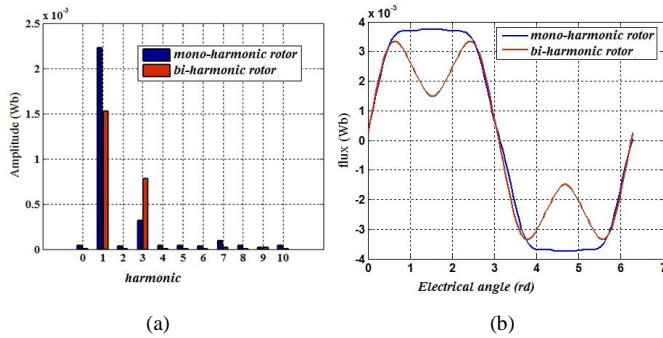 x 10⁻³
2.5
2
1.5
1
0.5
0
Amplitude (Wb)
mono-harmonic rotor
bi-harmonic rotor
0 1 2 3 4 5 6 7 8 9 10
harmonic
(a)
x 10⁻³
4
3
2
1
0
-1
-2
-3
-4
flux (Wb)
mono-harmonic rotor
bi-harmonic rotor
0 1 2 3 4 5 6 7
Electrical angle (rd)
(b)